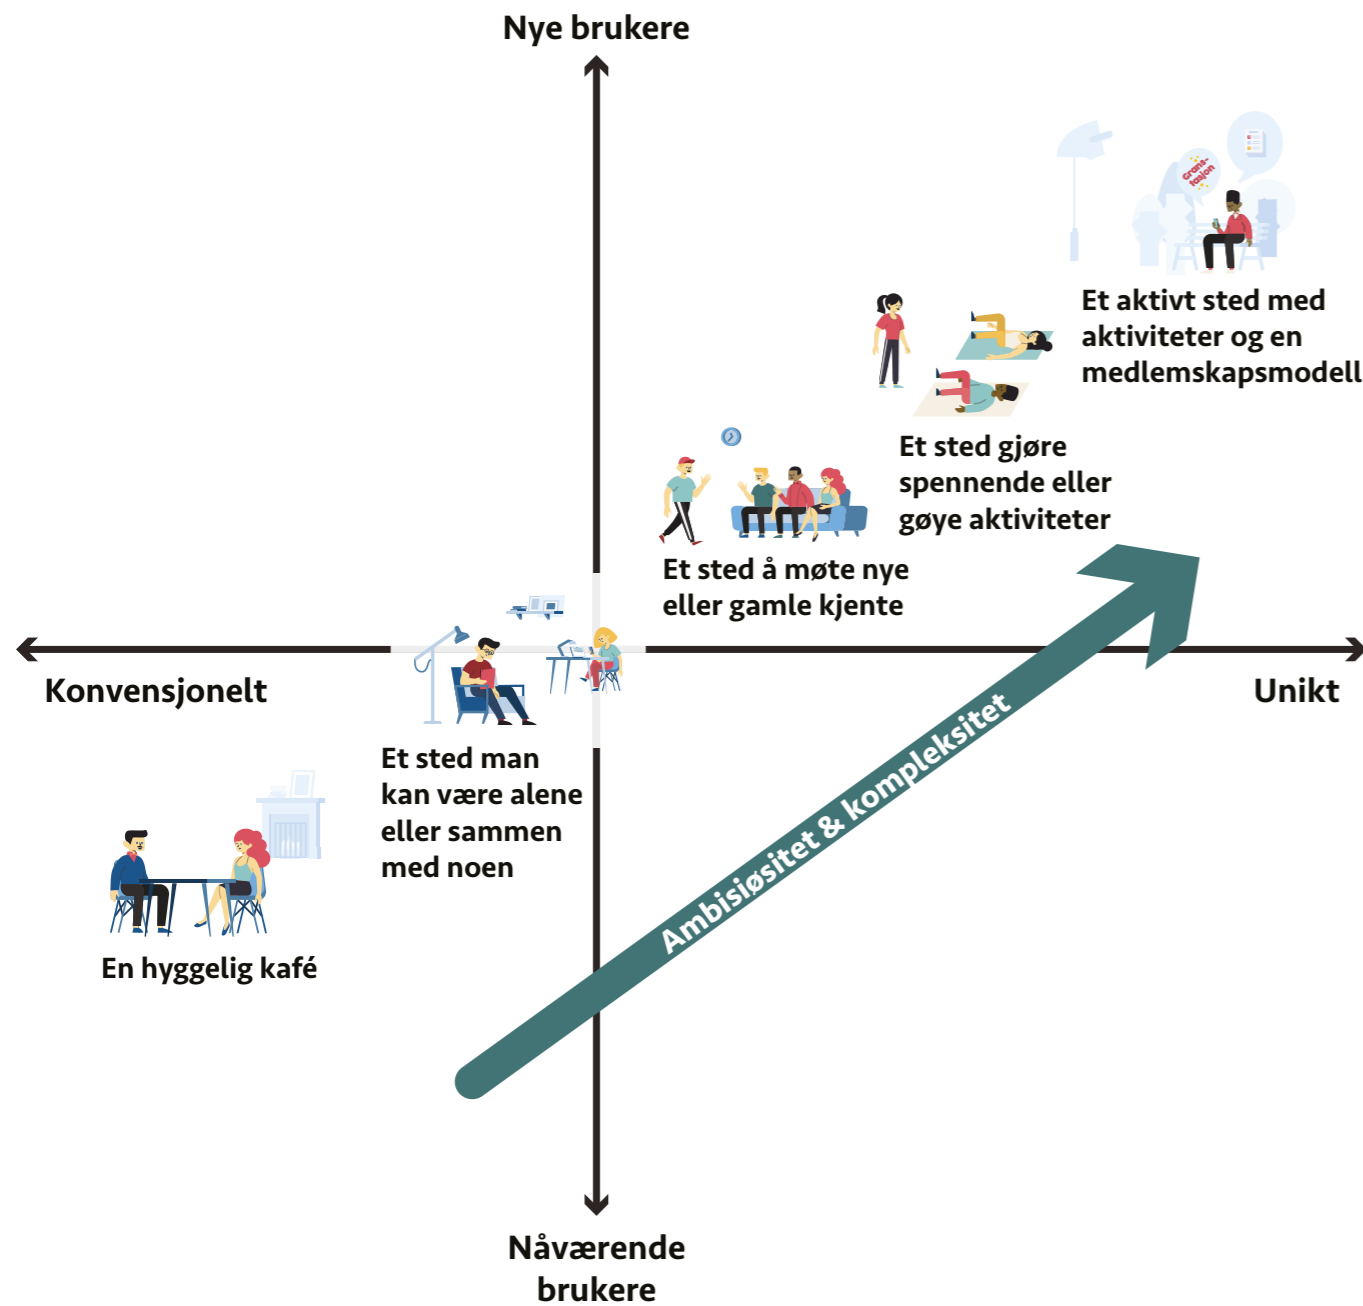 Nye brukere
Grans-
tasjon
Et aktivt sted med
aktiviteter og en
medlemskapsmodell
Et sted gjøre
spennende eller
gøye aktiviteter
Et sted å møte nye
eller gamle kjente
Konvensjonelt
Unikt
Et sted man
kan være alene
eller sammen
med noen
Ambisiøsitet & kompleksitet
En hyggelig kafé
Nåværende
brukere